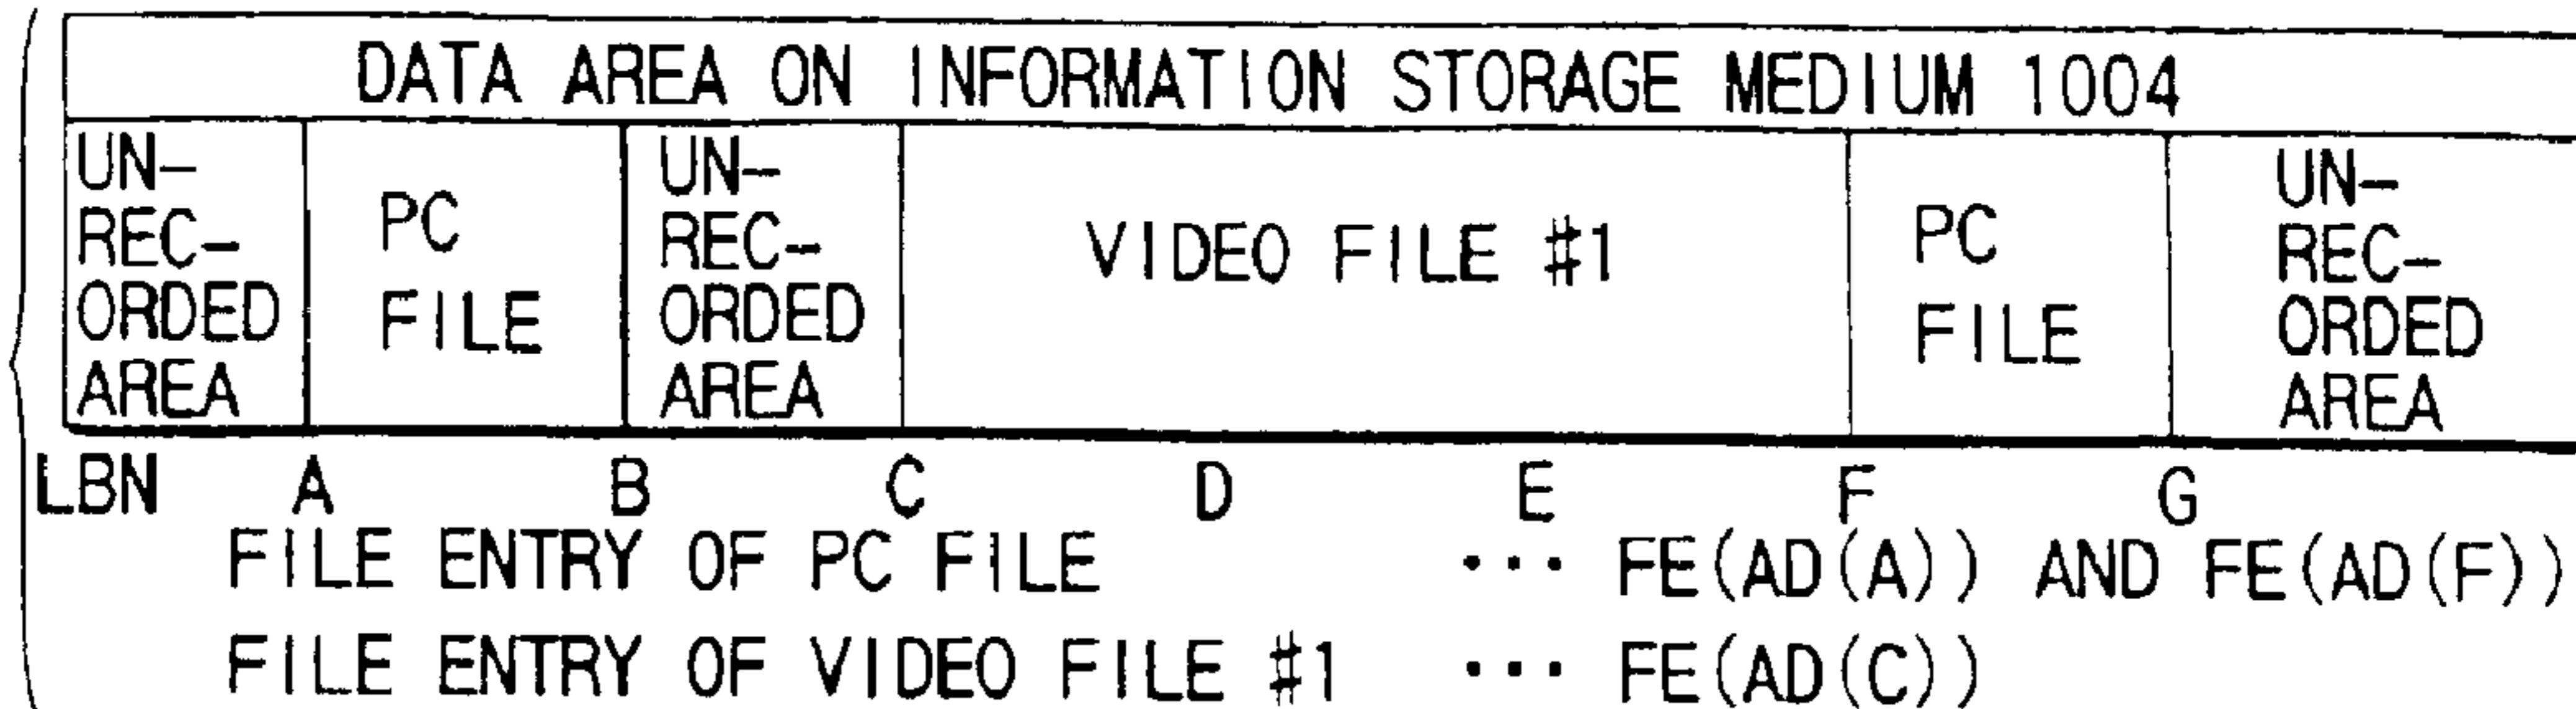 DATA AREA ON INFORMATION STORAGE MEDIUM 1004
UN-
REC-
ORDED
AREA
PC
FILE
UN-
REC-
ORDED
AREA
VIDEO FILE #1
PC
FILE
UN-
REC-
ORDED
AREA
LBN A B C D E F G
FILE ENTRY OF PC FILE ··· FE(AD(A)) AND FE(AD(F))
FILE ENTRY OF VIDEO FILE #1 ··· FE(AD(C))